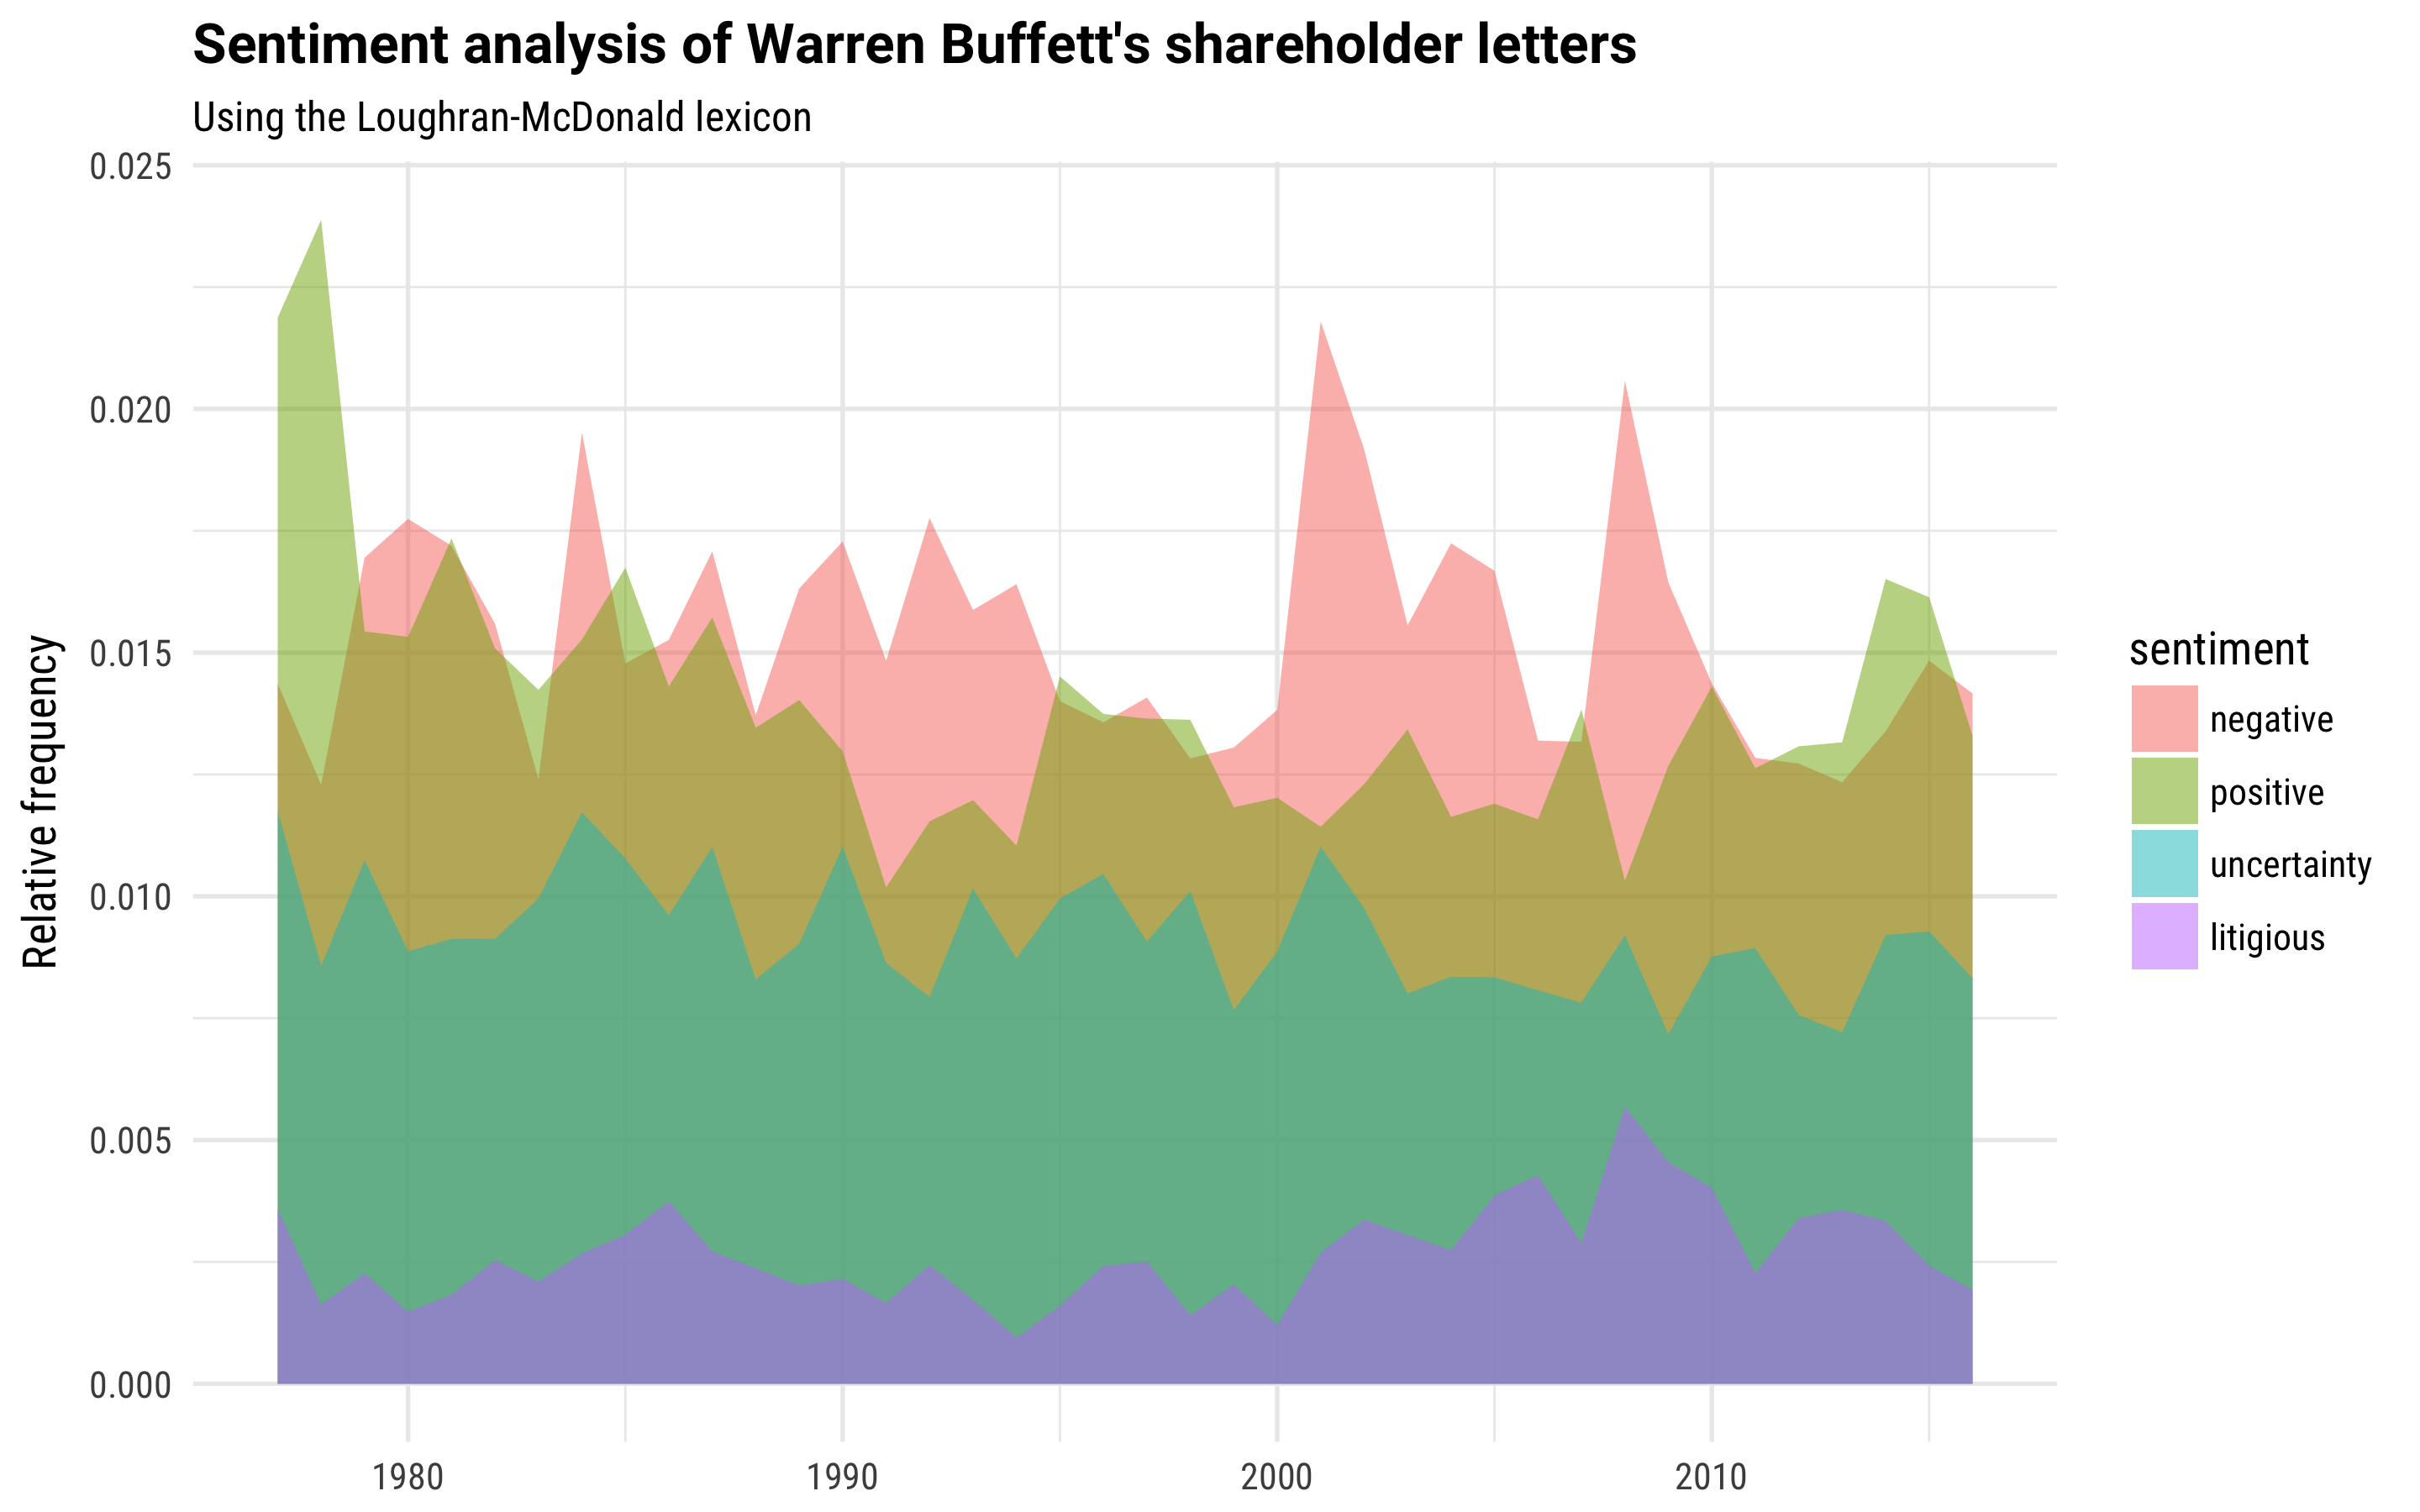 Sentiment analysis of Warren Buffett's shareholder letters
Using the Loughran-McDonald lexicon
0.025
0.020
0.015
0.010
0.005
0.000
Relative frequency
1980
1990
2000
2010
sentiment
negative
positive
uncertainty
litigious